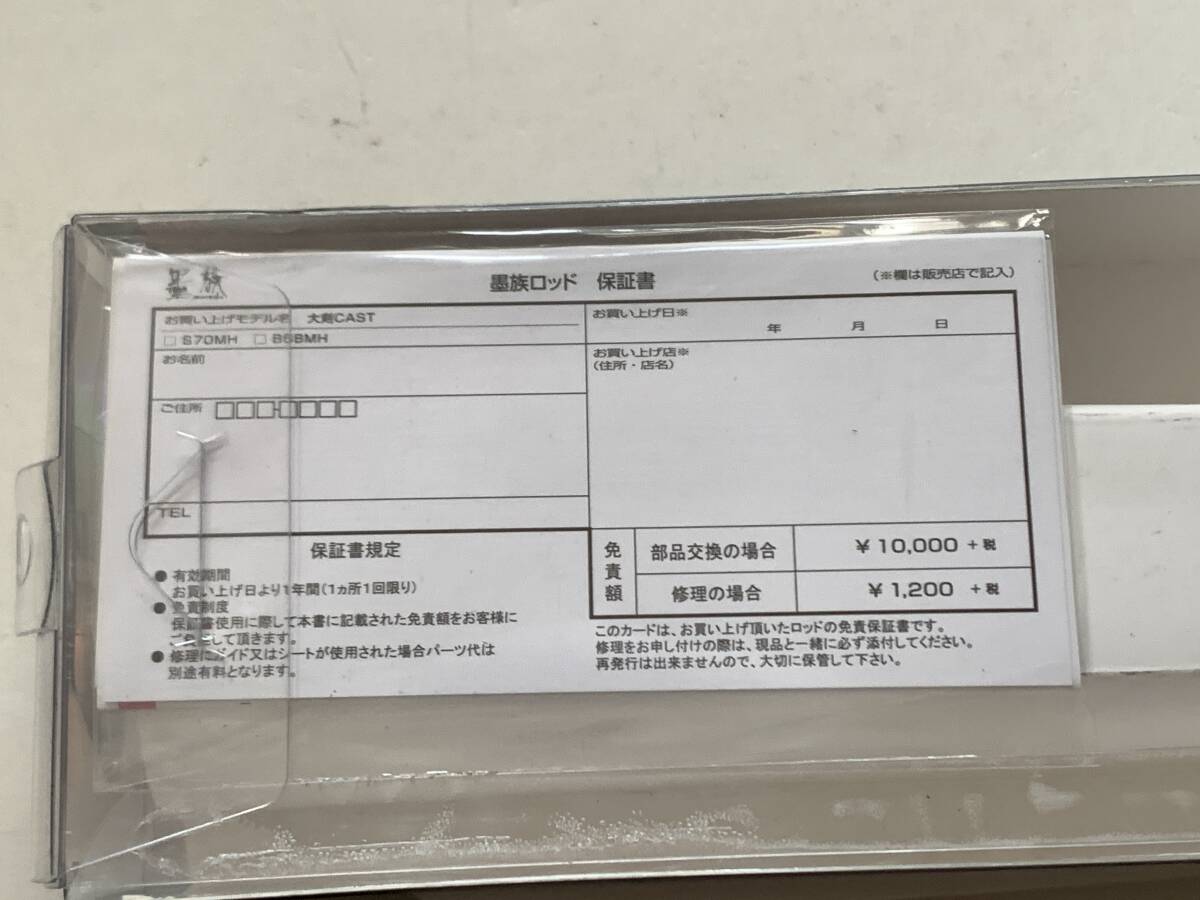 墨族
墨族ロッド 保証書
(※欄は販売店で記入)
お買い上げモデル名 大剣CAST
□ S70MH □ B68MH
お名前
ご住所 □□□-□□□□
TEL
お買い上げ日※
年 月 日
お買い上げ店※
(住所・店名)
保証書規定
● 有効期間
お買い上げ日より1年間(1ヵ所1回限り)
● 免責制度
保証書使用に際して本書に記載された免責額をお客様に
ご負担して頂きます。
● 修理にガイド又はシートが使用された場合パーツ代は
別途有料となります。
免責額
部品交換の場合 ¥10,000 +税
修理の場合 ¥1,200 +税
このカードは、お買い上げ頂いたロッドの免責保証書です。
修理をお申し付けの際は、現品と一緒に必ず添付してください。
再発行は出来ませんので、大切に保管して下さい。